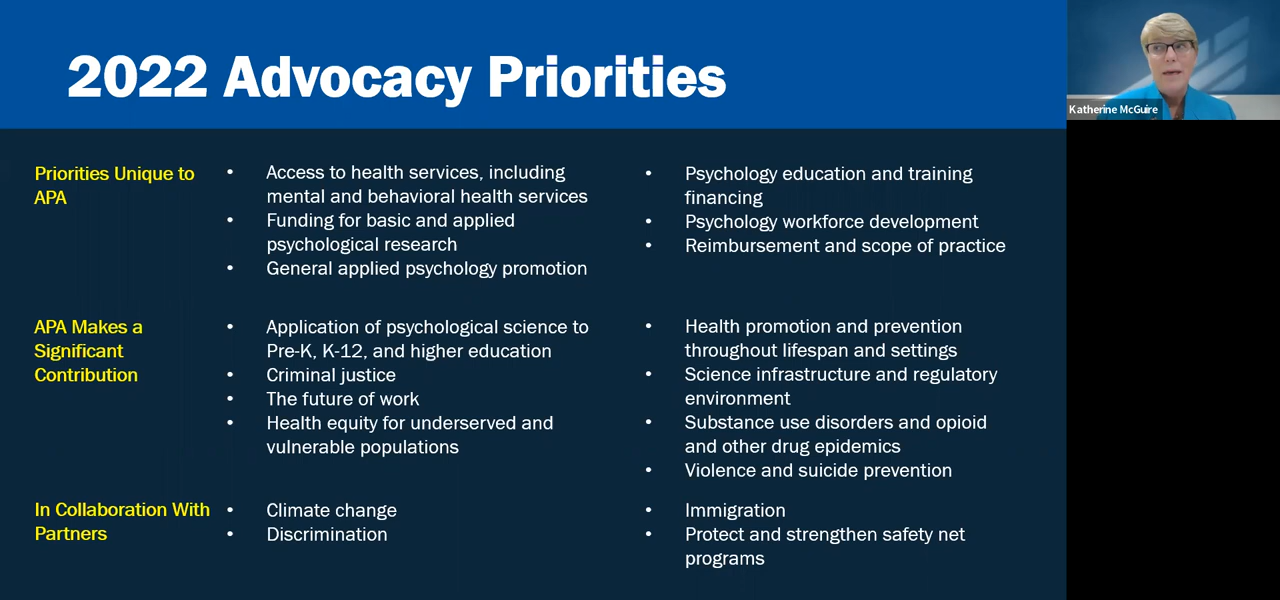 2022 Advocacy Priorities
Katherine McGuire
Priorities Unique to
APA
• Access to health services, including
mental and behavioral health services
• Funding for basic and applied
psychological research
• General applied psychology promotion
• Psychology education and training
financing
• Psychology workforce development
• Reimbursement and scope of practice
APA Makes a
Significant
Contribution
• Application of psychological science to
Pre-K, K-12, and higher education
• Criminal justice
• The future of work
• Health equity for underserved and
vulnerable populations
• Health promotion and prevention
throughout lifespan and settings
• Science infrastructure and regulatory
environment
• Substance use disorders and opioid
and other drug epidemics
• Violence and suicide prevention
In Collaboration With
Partners
• Climate change
• Discrimination
• Immigration
• Protect and strengthen safety net
programs